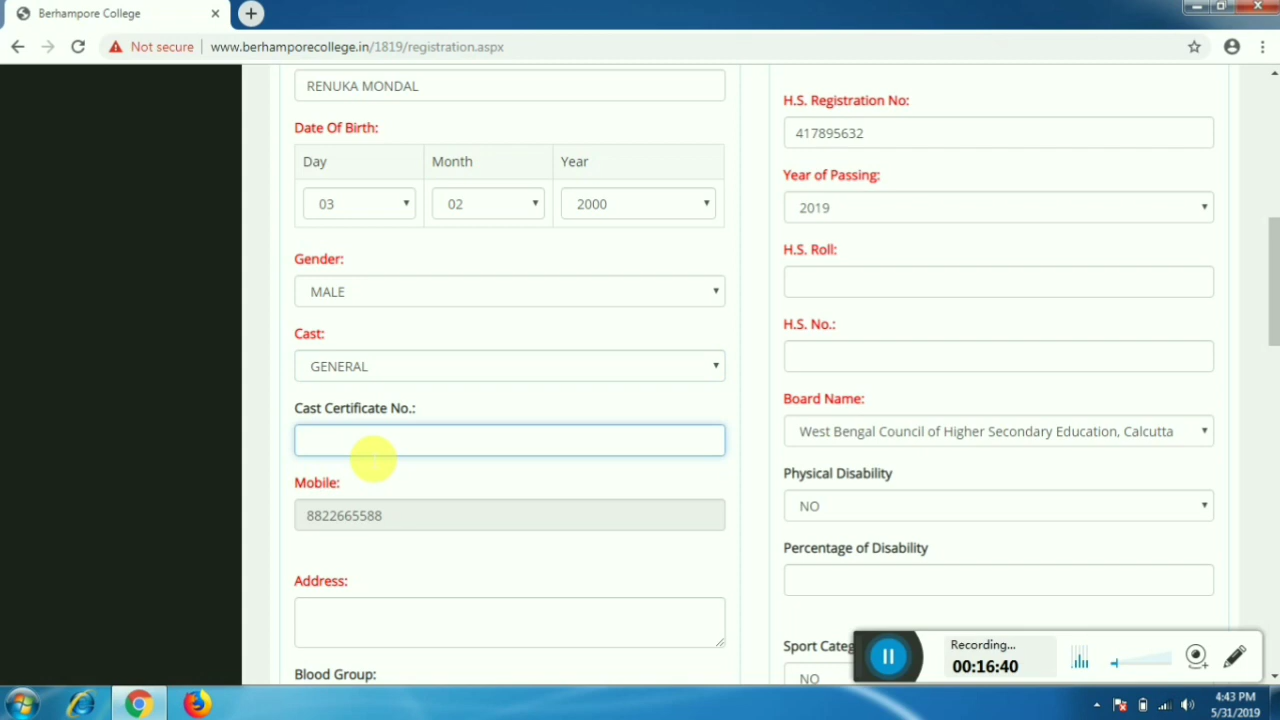 Berhampore College
Not secure
www.berhamporecollege.in/1819/registration.aspx
RENUKA MONDAL
Date Of Birth:
Day Month Year
03 02 2000
Gender:
MALE
Cast:
GENERAL
Cast Certificate No.:
Mobile:
8822665588
Address:
Blood Group:
H.S. Registration No:
417895632
Year of Passing:
2019
H.S. Roll:
H.S. No.:
Board Name:
West Bengal Council of Higher Secondary Education, Calcutta
Physical Disability
NO
Percentage of Disability
Sport Categ
NO
Recording...
00:16:40
4:43 PM
5/31/2019